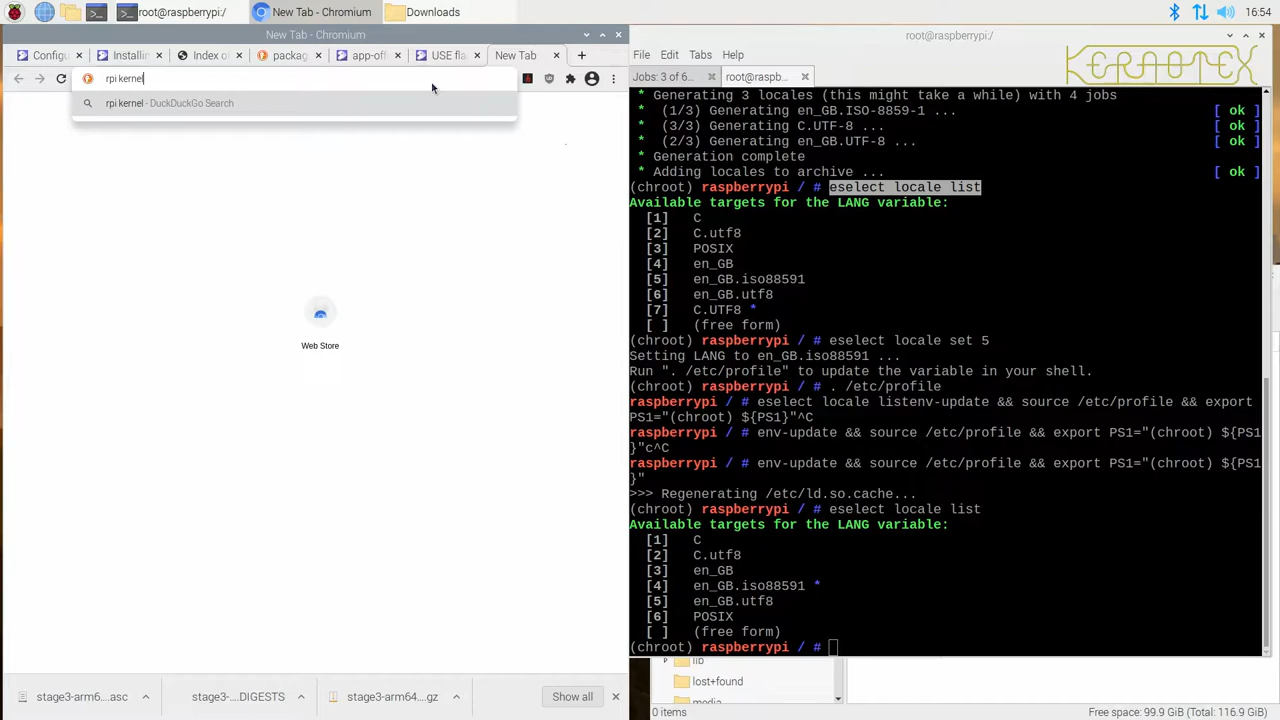 root@raspberrypi:/
New Tab - Chromium
Downloads
16:54
New Tab - Chromium
Configu
Installin
Index o
packag
app-off
USE fla
New Tab
rpi kernel
rpi kernel - DuckDuckGo Search
Web Store
stage3-arm6....asc
stage3-...DIGESTS
stage3-arm64...gz
Show all
root@raspberrypi:/
File Edit Tabs Help
KERNOTEX
Jobs: 3 of 6...
root@raspb...
* Generating 3 locales (this might take a while) with 4 jobs
*  (1/3) Generating en_GB.ISO-8859-1 ... [ ok ]
*  (3/3) Generating C.UTF-8 ... [ ok ]
*  (2/3) Generating en_GB.UTF-8 ... [ ok ]
* Generation complete
* Adding locales to archive ... [ ok ]
(chroot) raspberrypi / # eselect locale list
Available targets for the LANG variable:
[1]   C
[2]   C.utf8
[3]   POSIX
[4]   en_GB
[5]   en_GB.iso88591
[6]   en_GB.utf8
[7]   C.UTF8 *
[ ]   (free form)
(chroot) raspberrypi / # eselect locale set 5
Setting LANG to en_GB.iso88591 ...
Run ". /etc/profile" to update the variable in your shell.
(chroot) raspberrypi / # . /etc/profile
raspberrypi / # eselect locale listenv-update && source /etc/profile && export
PS1="(chroot) ${PS1}"^C
raspberrypi / # env-update && source /etc/profile && export PS1="(chroot) ${PS1
}"c^C
raspberrypi / # env-update && source /etc/profile && export PS1="(chroot) ${PS1
}"
>>> Regenerating /etc/ld.so.cache...
(chroot) raspberrypi / # eselect locale list
Available targets for the LANG variable:
[1]   C
[2]   C.utf8
[3]   en_GB
[4]   en_GB.iso88591 *
[5]   en_GB.utf8
[6]   POSIX
[ ]   (free form)
(chroot) raspberrypi / #
lib
lost+found
media
0 items
Free space: 99.9 GiB (Total: 116.9 GiB)